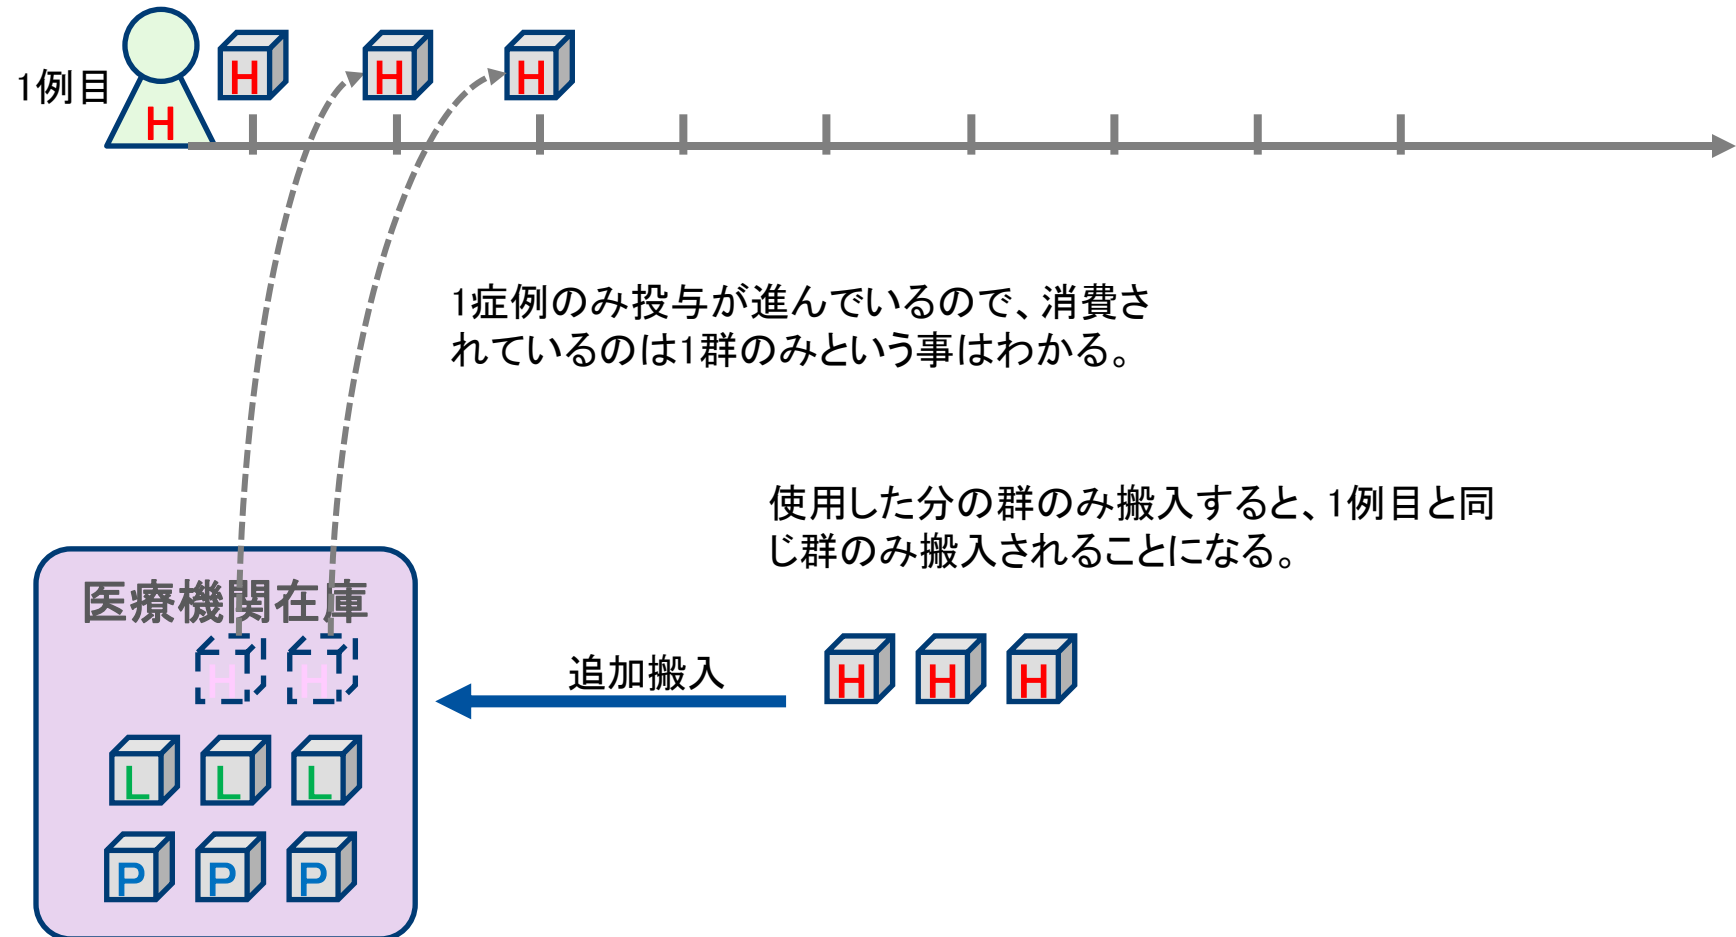 H H H
1例目
H
1症例のみ投与が進んでいるので、消費さ
れているのは1群のみという事はわかる。
使用した分の群のみ搬入すると、1例目と同
じ群のみ搬入されることになる。
医療機関在庫
H H
追加搬入
H H H
L L L
P P P